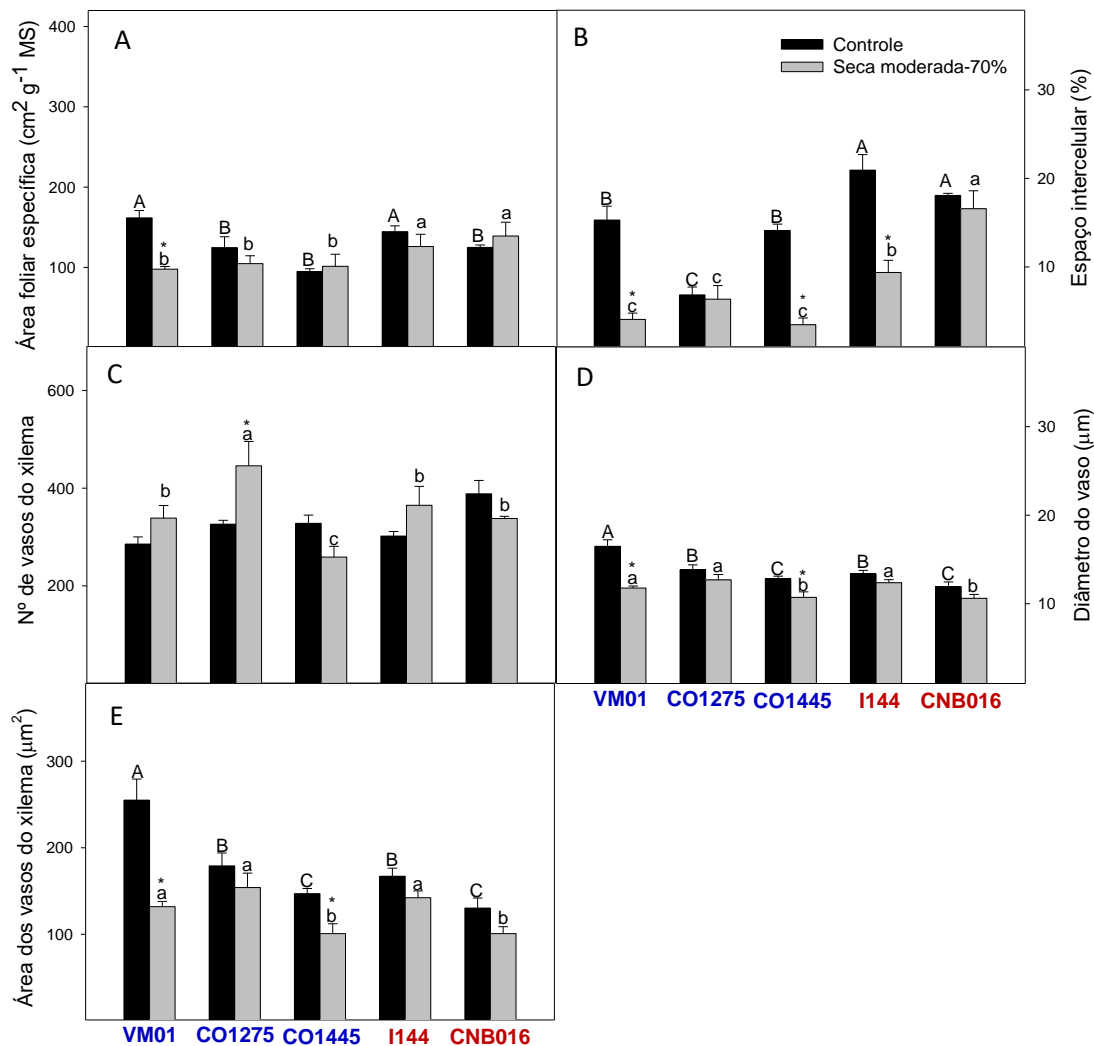 A
Área foliar específica (cm² g⁻¹ MS)
400
300
200
100
A
*
b
B
b
B
b
A
a
B
a
B
Controle
Seca moderada-70%
Espaço intercelular (%)
30
20
10
B
*
c
C
c
B
*
c
A
*
b
A
a
C
Nº de vasos do xilema
600
400
200
b
*
a
c
b
b
D
Diâmetro do vaso (µm)
30
20
10
A
*
a
B
a
C
*
b
B
a
C
b
VM01 CO1275 CO1445 I144 CNB016
E
Área dos vasos do xilema (µm²)
300
200
100
A
*
a
B
a
C
*
b
B
a
C
b
VM01 CO1275 CO1445 I144 CNB016